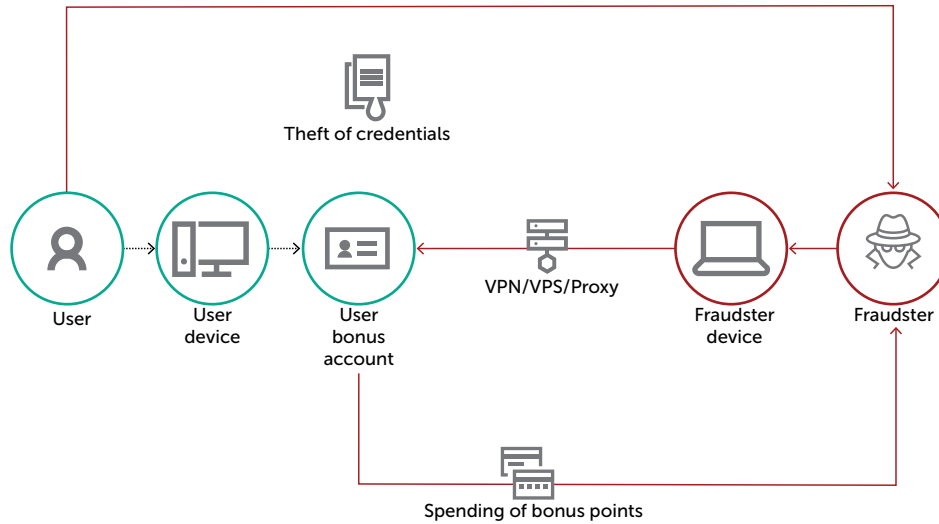 Theft of credentials
VPN/VPS/Proxy
User
User
device
User
bonus
account
Fraudster
device
Fraudster
Spending of bonus points